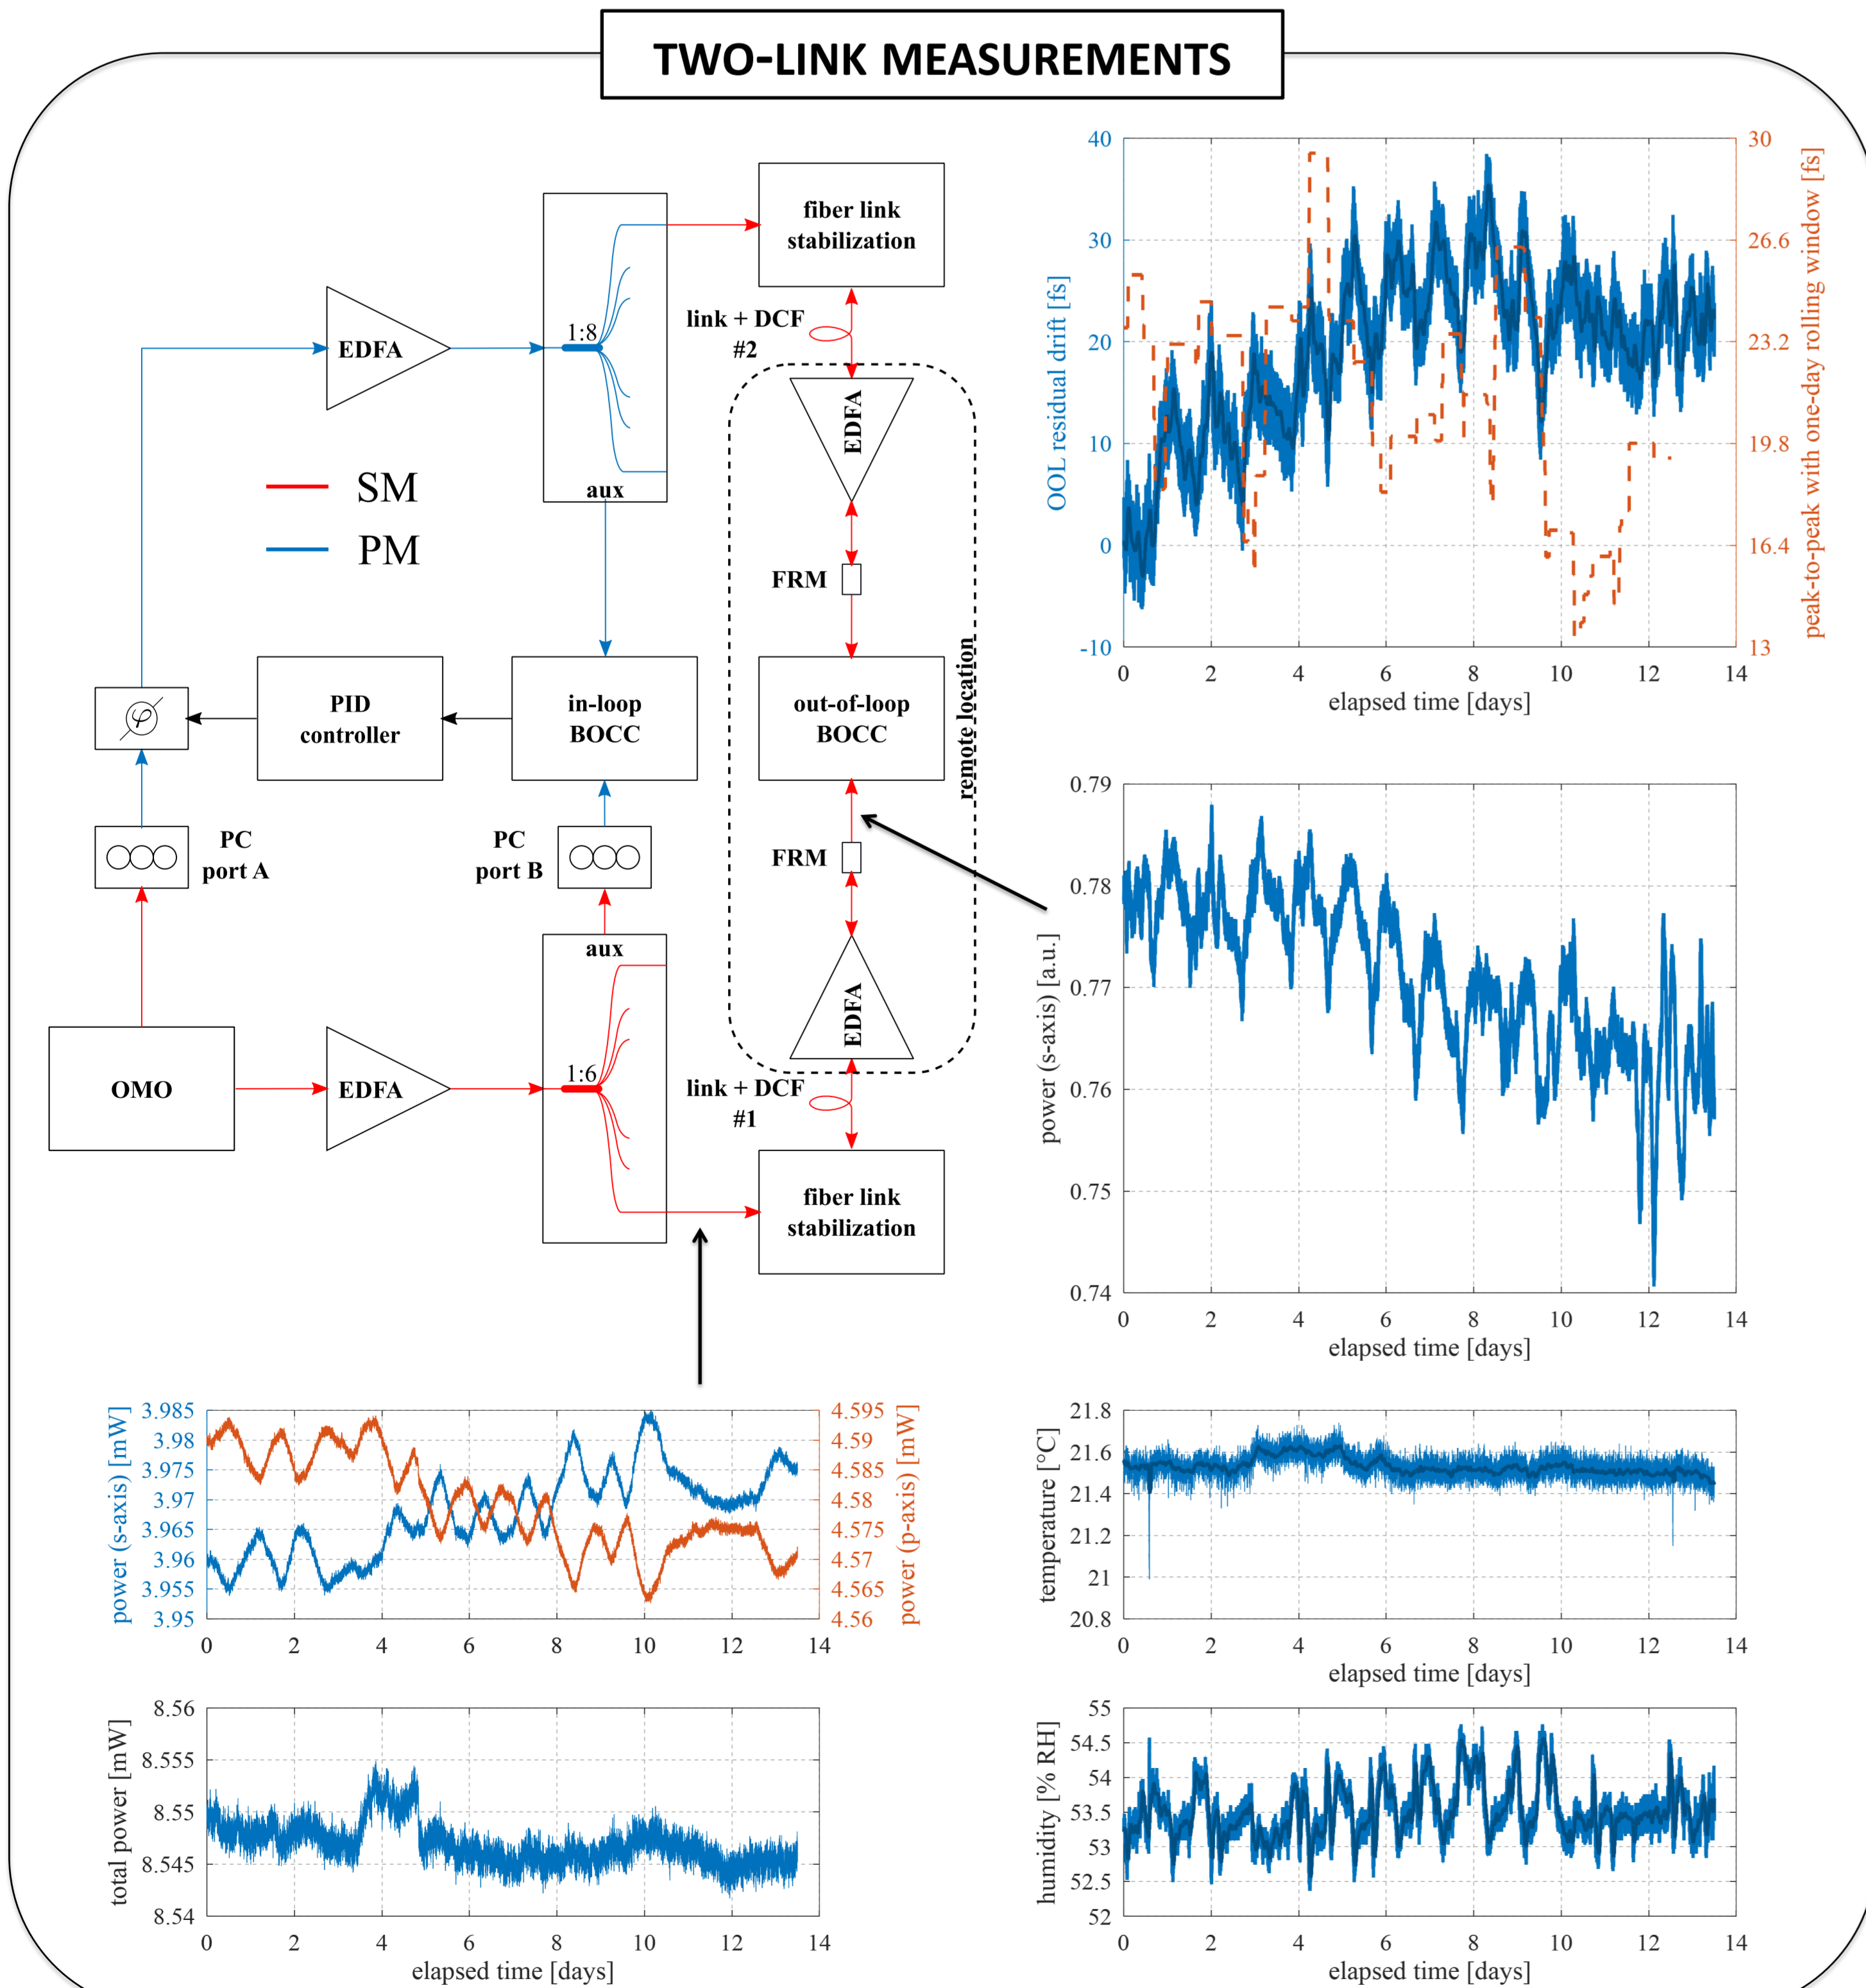 TWO-LINK MEASUREMENTS
fiber link
stabilization
link + DCF
#2
EDFA
1:8
aux
SM
PM
EDFA
FRM
remote location
PID
controller
in-loop
BOCC
out-of-loop
BOCC
φ
PC
port A
PC
port B
FRM
aux
EDFA
1:6
OMO
EDFA
link + DCF
#1
fiber link
stabilization
40
30
20
10
0
-10
OOL residual drift [fs]
30
26.6
23.2
19.8
16.4
13
peak-to-peak with one-day rolling window [fs]
0 2 4 6 8 10 12 14
elapsed time [days]
0.79
0.78
0.77
0.76
0.75
0.74
power (s-axis) [a.u.]
0 2 4 6 8 10 12 14
elapsed time [days]
3.985
3.98
3.975
3.97
3.965
3.96
3.955
3.95
power (s-axis) [mW]
4.595
4.59
4.585
4.58
4.575
4.57
4.565
4.56
power (p-axis) [mW]
0 2 4 6 8 10 12 14
21.8
21.6
21.4
21.2
21
20.8
temperature [°C]
0 2 4 6 8 10 12 14
elapsed time [days]
8.56
8.555
8.55
8.545
8.54
total power [mW]
0 2 4 6 8 10 12 14
elapsed time [days]
55
54.5
54
53.5
53
52.5
52
humidity [% RH]
0 2 4 6 8 10 12 14
elapsed time [days]